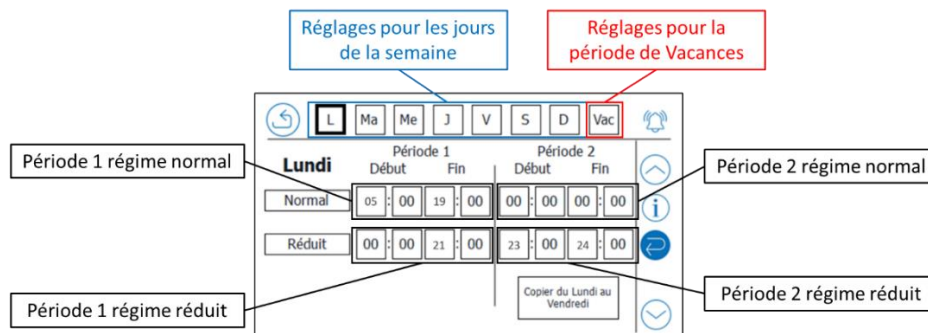 Réglages pour les jours
de la semaine
Réglages pour la
période de Vacances
L Ma Me J V S D Vac
Période 1 régime normal
Période 2 régime normal
Lundi
Période 1 Période 2
Début Fin Début Fin
Normal 05 : 00 19 : 00 00 : 00 00 : 00
i
Réduit 00 : 00 21 : 00 23 : 00 24 : 00
Copier du Lundi au
Vendredi
Période 1 régime réduit
Période 2 régime réduit